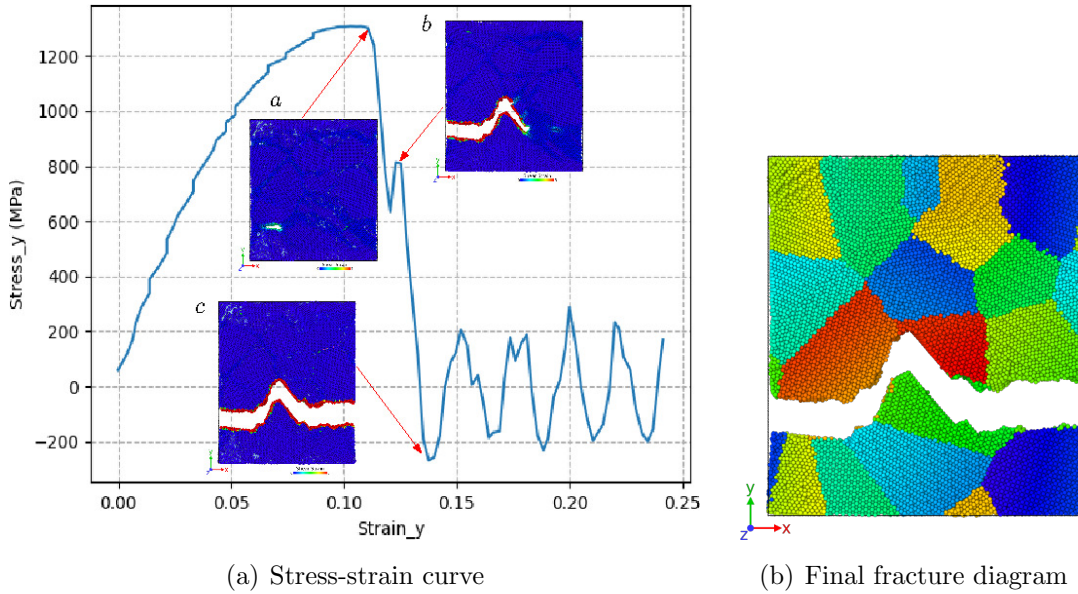 1200
1000
800
600
400
200
0
−200
Stress_y (MPa)
a
b
c
y
x
z
0.00 0.05 0.10 0.15 0.20 0.25
Strain_y
(a) Stress-strain curve
(b) Final fracture diagram